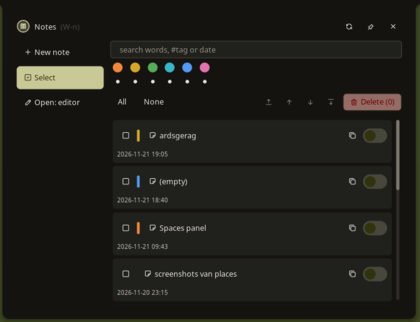 Notes (W-n)
+ New note
search words, #tag or date
Select
Open: editor
All None Delete (0)
ardsgerag
2026-11-21 19:05
(empty)
2026-11-21 18:40
Spaces panel
2026-11-21 09:43
screenshots van places
2026-11-20 23:15